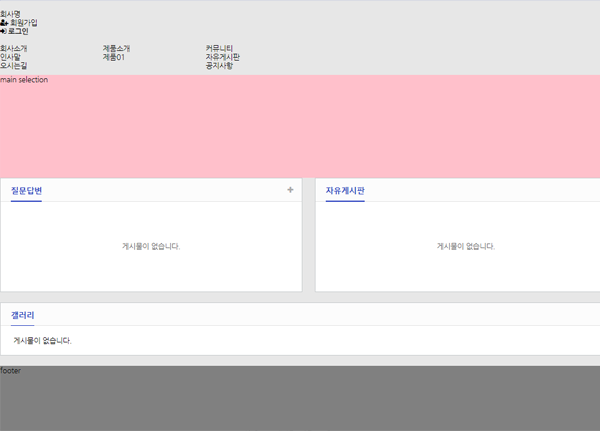 회사명
회원가입
로그인
회사소개 제품소개 커뮤니티
인사말 제품01 자유게시판
오시는길 공지사항
main selection
질문답변 자유게시판
게시물이 없습니다. 게시물이 없습니다.
갤러리
게시물이 없습니다.
footer